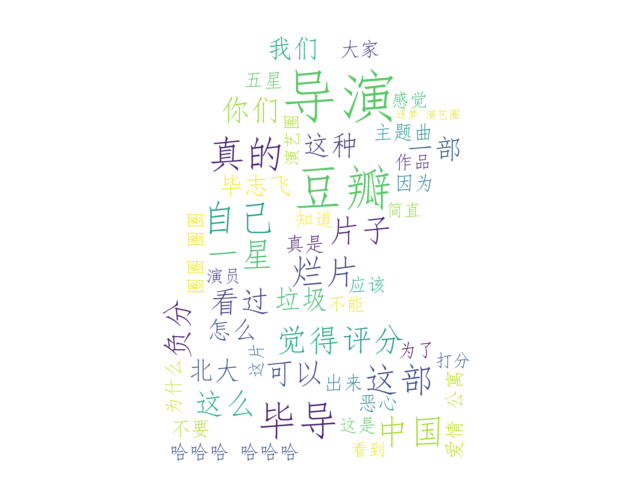 我们
大家
五星
导演
感觉
你们
逐梦 演艺圈
演艺圈
主题曲
真的
这种
一部
作品
毕志飞
豆瓣
因为
自己
知道
简直
圈圈 圈圈
真是
片子
一星
演员
烂片
应该
看过
垃圾
不能
负分
怎么
觉得
评分
为了
这片
打分
为什么
北大
可以
出来
这部
公寓
这么
恶心
毕导
不要
这是
中国
爱情
哈哈哈 哈哈哈
看到